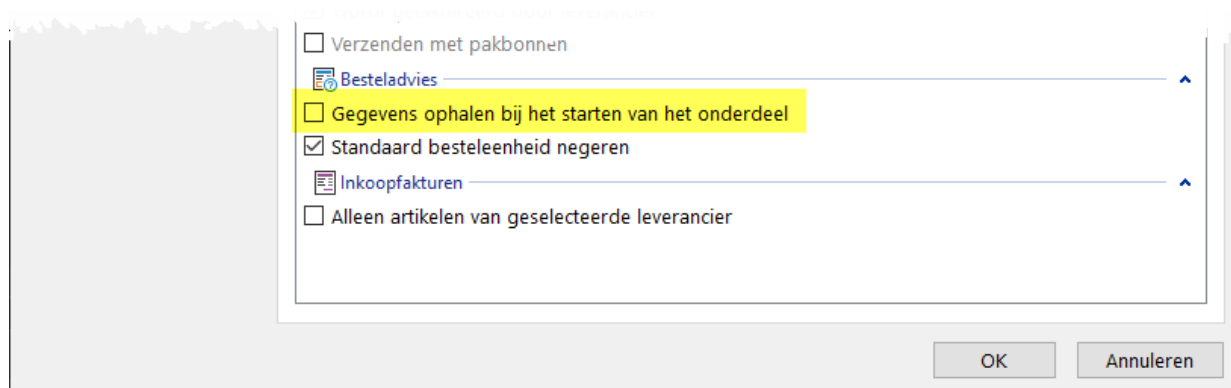 Verzenden met pakbonnen
Besteladvies
Gegevens ophalen bij het starten van het onderdeel
Standaard besteleenheid negeren
Inkoopfakturen
Alleen artikelen van geselecteerde leverancier
OK
Annuleren